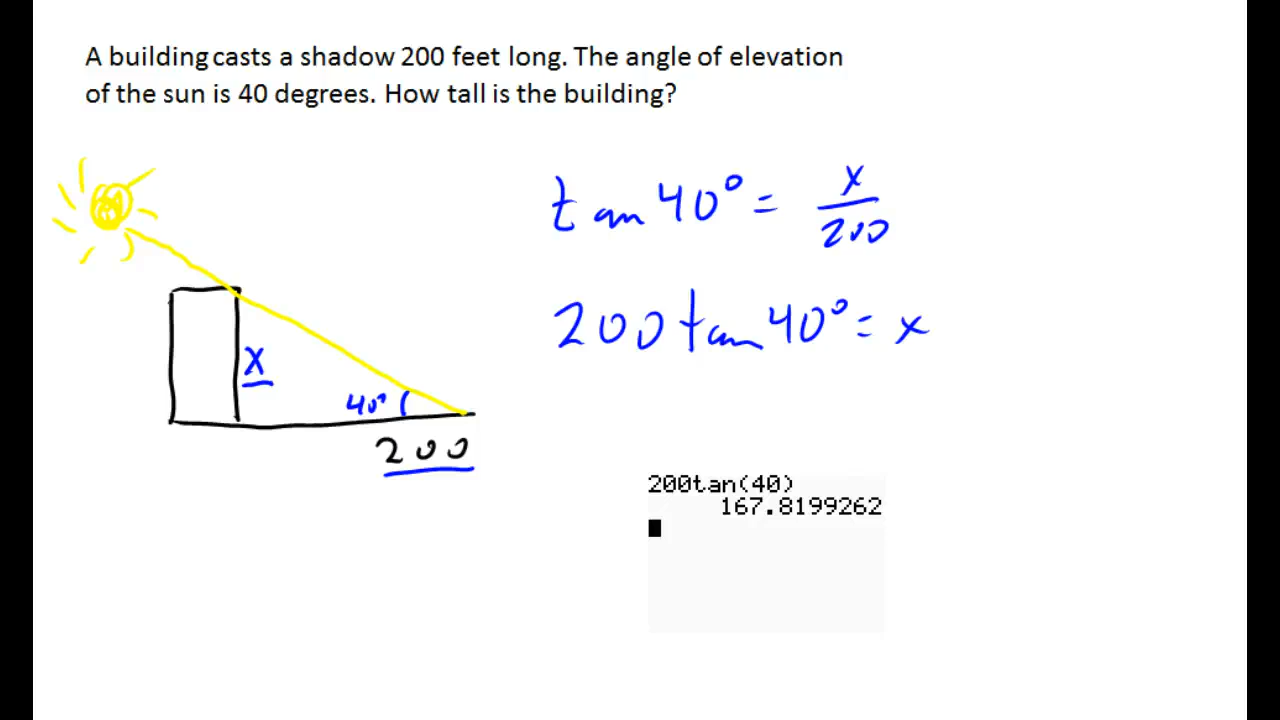 A building casts a shadow 200 feet long. The angle of elevation
of the sun is 40 degrees. How tall is the building?
tan 40° = x/200
200 tan 40° = x
x
40°
200
200tan(40)
167.8199262